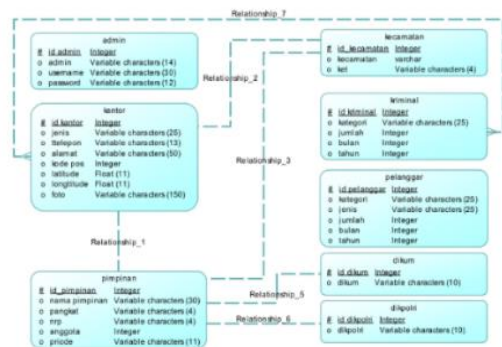 Relationship_7
admin
# id.admin Integer
o admin Variable characters (14)
o username Variable characters (30)
o password Variable characters (12)
kecamatan
# id_kecamatan Integer
o kecamatan varchar
o ket Variable characters (4)
Relationship_2
kantor
# id.kantor Integer
o jenis Variable characters (25)
o telepon Variable characters (13)
o alamat Variable characters (50)
o kode pos Integer
o latitude Float (11)
o longtitude Float (11)
o foto Variable characters (150)
kriminal
# id.kriminal Integer
o kategori Variable characters (25)
o jumlah Integer
o bulan Integer
o tahun Integer
Relationship_3
pelanggar
# id.pelanggar Integer
o kategori Variable characters (25)
o jenis Variable characters (25)
o jumlah Integer
o bulan Integer
o tahun Integer
Relationship_1
pimpinan
# id_pimpinan Integer
o nama pimpinan Variable characters (30)
o pangkat Variable characters (4)
o nrp Variable characters (4)
o anggota Integer
o priode Variable characters (11)
dikum
# id.dikum Integer
o dikum Variable characters (10)
Relationship_5
Relationship_6
dikpolri
# id.dikpolri Integer
o dikpolri Variable characters (10)